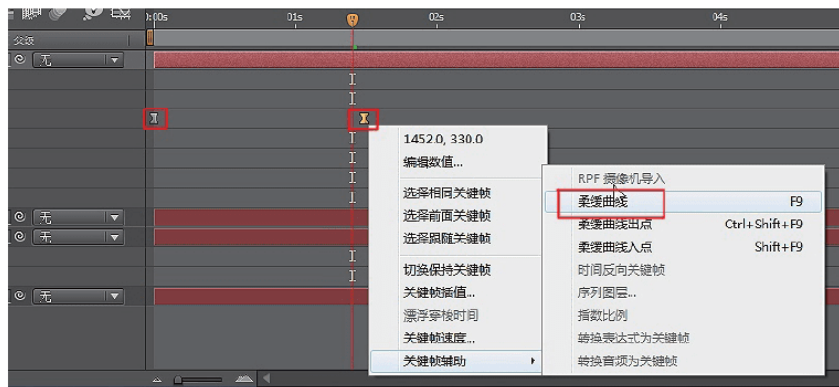 ):00s 01s 02s 03s 04s
父级
无
1452.0, 330.0
编辑数值...
选择相同关键帧
选择前面关键帧
选择跟随关键帧
切换保持关键帧
关键帧插值...
漂浮穿梭时间
关键帧速度...
关键帧辅助
RPF 摄像机导入
柔缓曲线 F9
柔缓曲线出点 Ctrl+Shift+F9
柔缓曲线入点 Shift+F9
时间反向关键帧
序列图层...
指数比例
转换表达式为关键帧
转换音频为关键帧
无
无
无